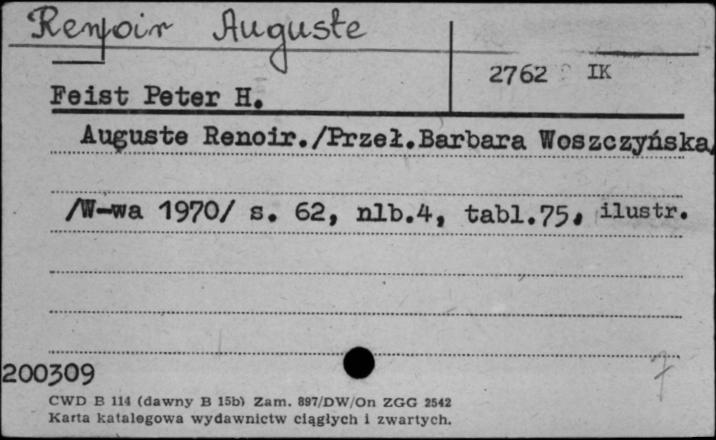 Renoir Auguste
2762 IK
Feist Peter H.
Auguste Renoir./Przeł.Barbara Woszczyńska/
/W-wa 1970/ s. 62, nlb.4, tabl.75, ilustr.
7
200309
CWD B 114 (dawny B 15b) Zam. 897/DW/On ZGG 2542
Karta katalogowa wydawnictw ciągłych i zwartych.